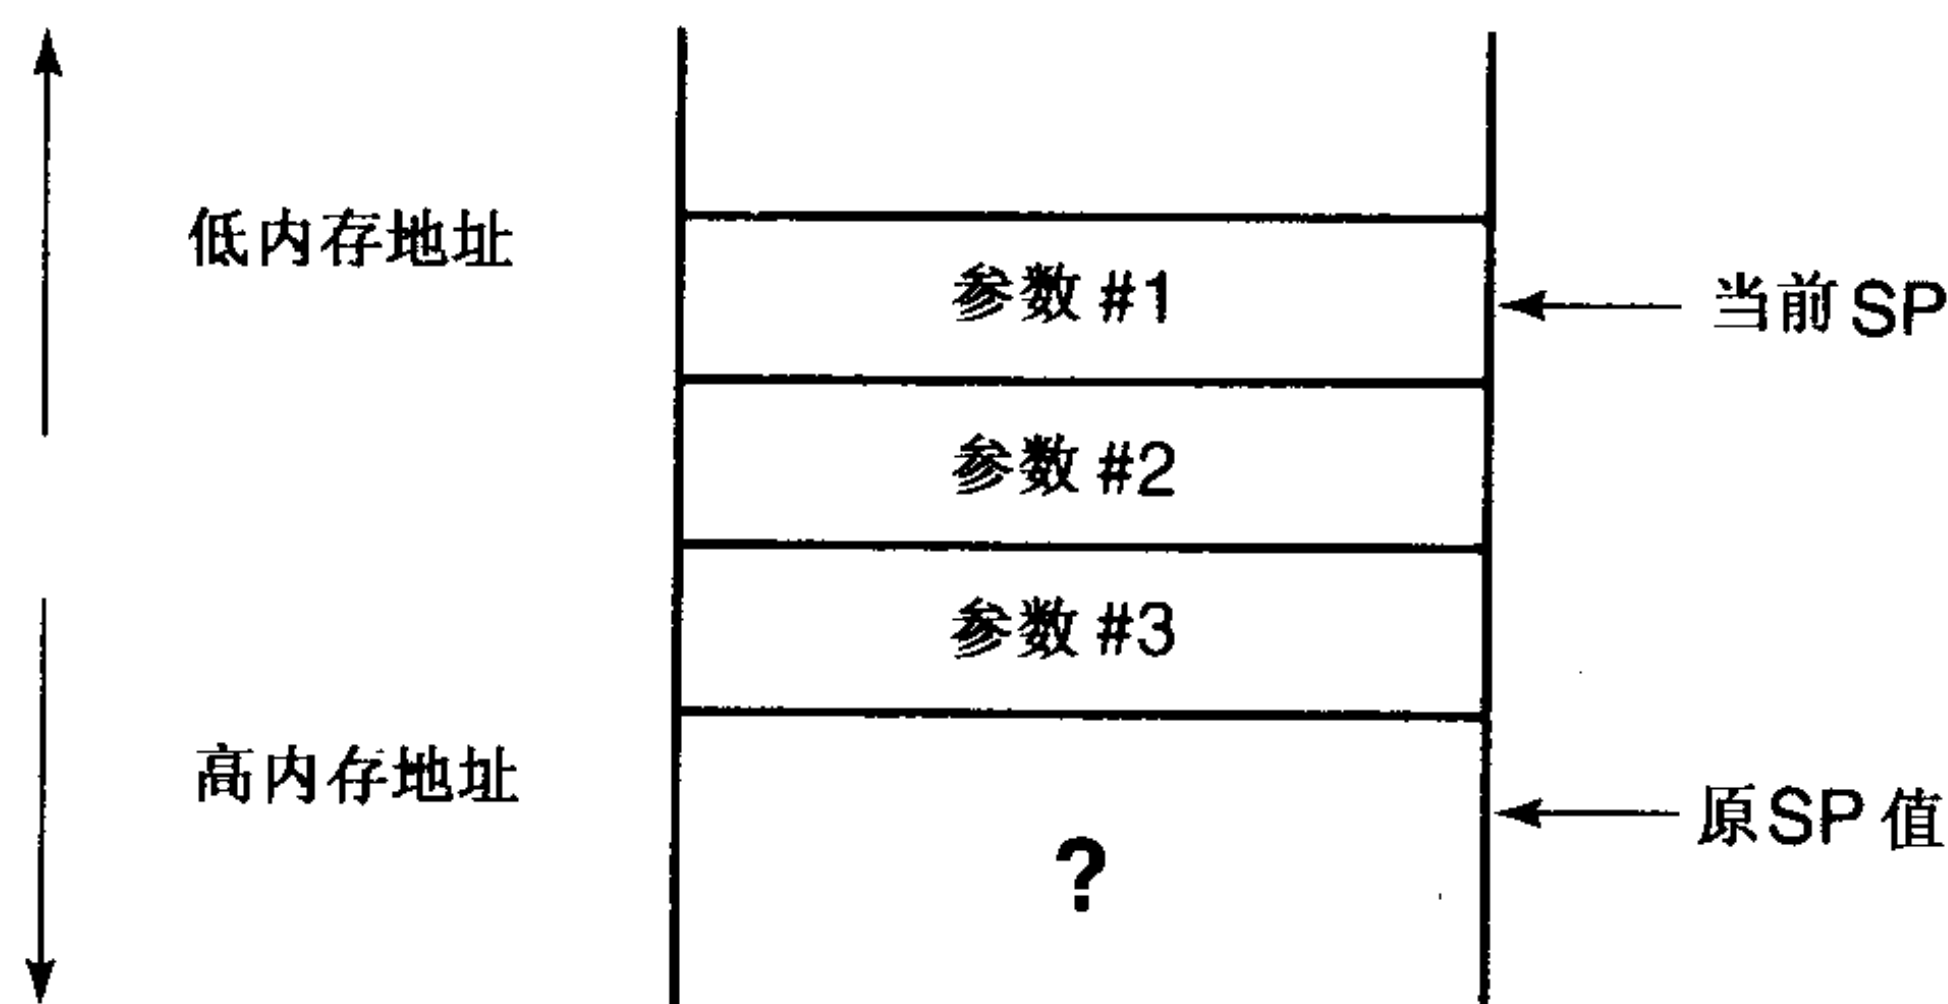 低内存地址
参数 #1
当前SP
参数 #2
参数 #3
高内存地址
原SP值
?